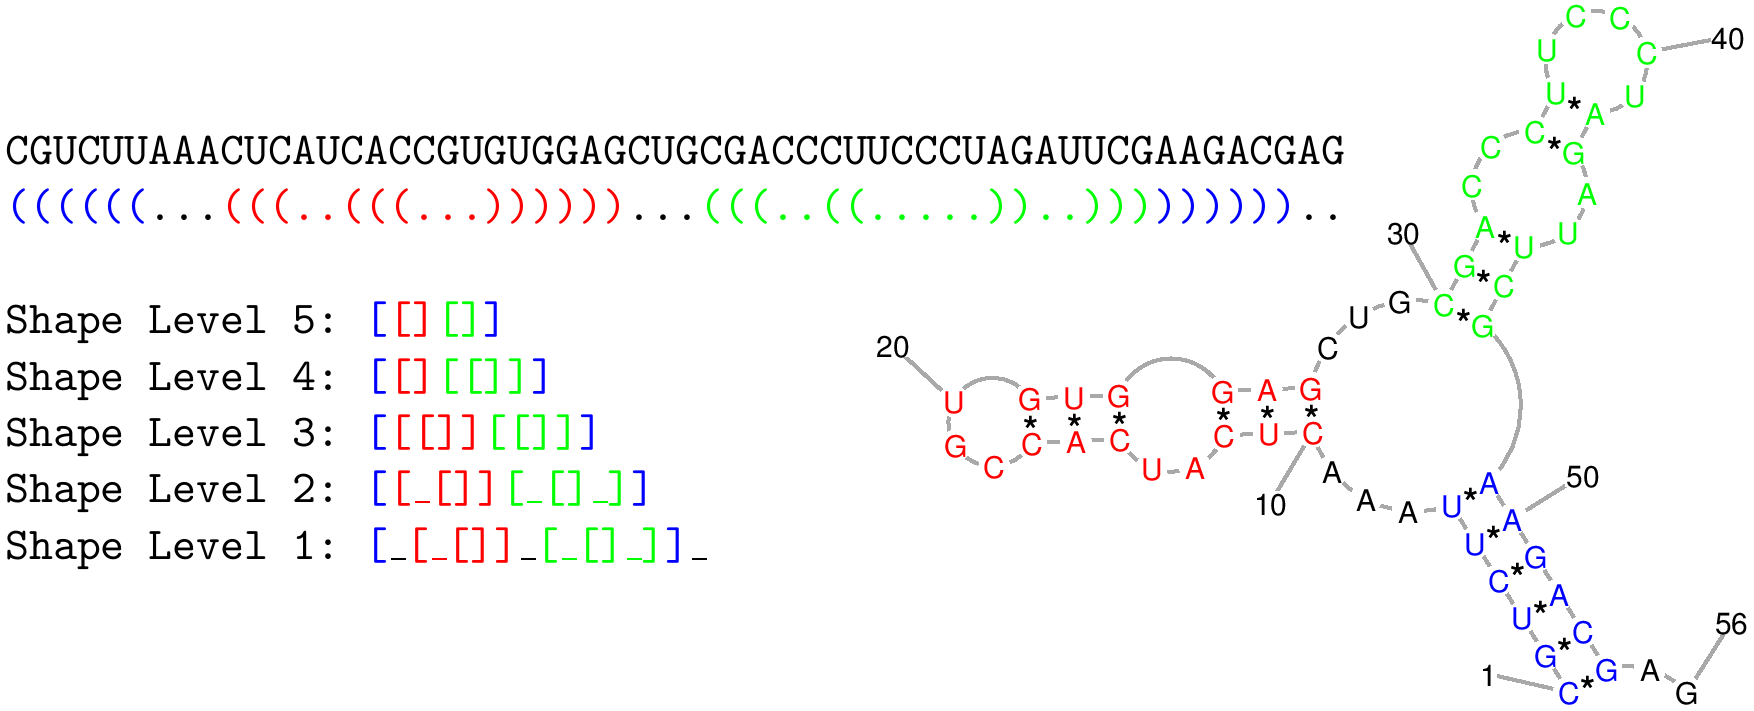 CGUCUUAAACUCAUCACCGUGUGGAGCUGCGACCCUUCCCUAGAUUCGAAGACGAG
((((((...(((..(((...))))))...(((..((.....))..)))))))))..
Shape Level 5: [[][]]
Shape Level 4: [[][[]]]
Shape Level 3: [[[]][[]]]
Shape Level 2: [[_[]][_[]_]]
Shape Level 1: [_[_[]]_[_[]_]]_
1
C G U C U U A A A C
10
U C A U C A C C G U
20
G U G G A G C U G C
30
G A C C C U U C C C
40
U A G A U U C G A A
50
G A C G A G
56
* * * * * * * * * * * * * * * * *